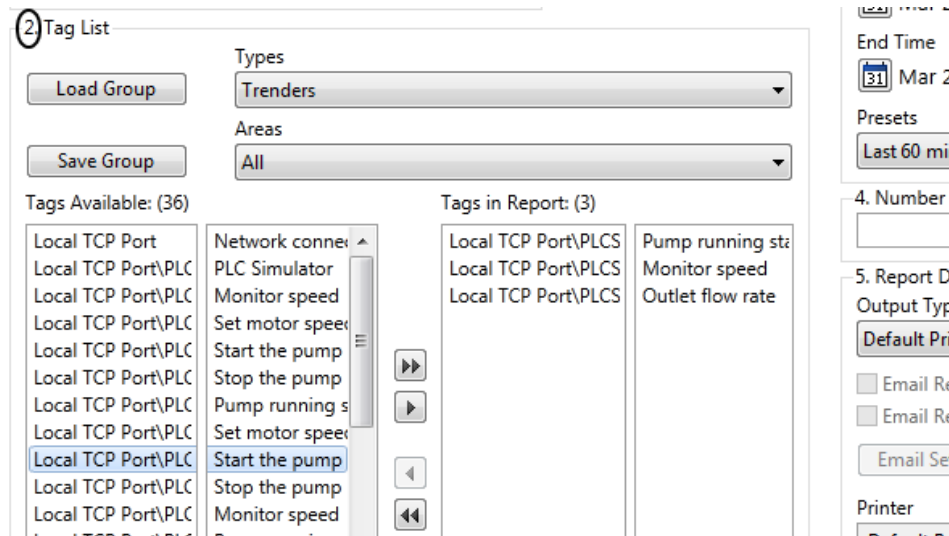 2. Tag List
Types
Load Group
Trenders
Areas
Save Group
All
Tags Available: (36)
Tags in Report: (3)
Local TCP Port Network connec
Local TCP Port\PLC PLC Simulator
Local TCP Port\PLC Monitor speed
Local TCP Port\PLC Set motor speed
Local TCP Port\PLC Start the pump
Local TCP Port\PLC Stop the pump
Local TCP Port\PLC Pump running s
Local TCP Port\PLC Set motor speed
Local TCP Port\PLC Start the pump
Local TCP Port\PLC Stop the pump
Local TCP Port\PLC Monitor speed
Local TCP Port\PLCS Pump running sta
Local TCP Port\PLCS Monitor speed
Local TCP Port\PLCS Outlet flow rate
End Time
31 Mar 2
Presets
Last 60 mi
4. Number
5. Report D
Output Typ
Default Pri
Email Re
Email Re
Email Se
Printer